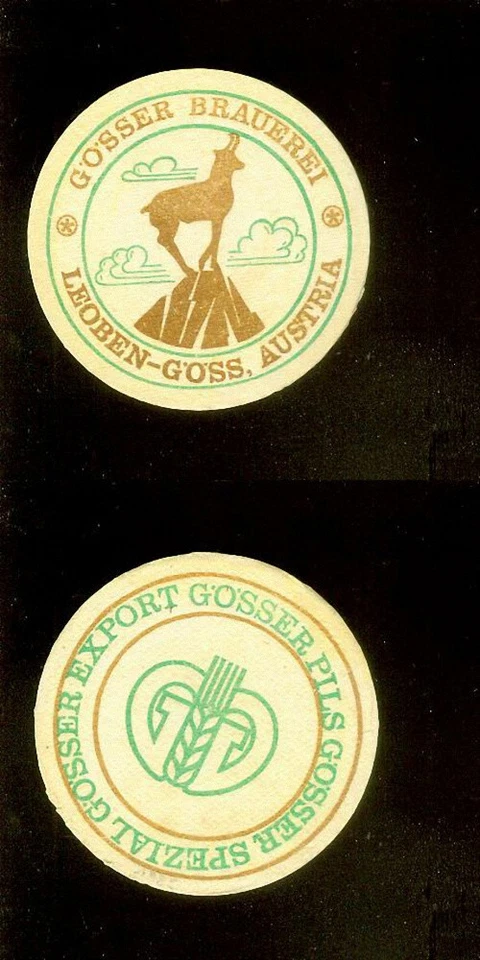 GÖSSER BRAUEREI
LEOBEN-GÖSS, AUSTRIA
GÖSSER EXPORT GÖSSER PILS GÖSSER SPEZIAL